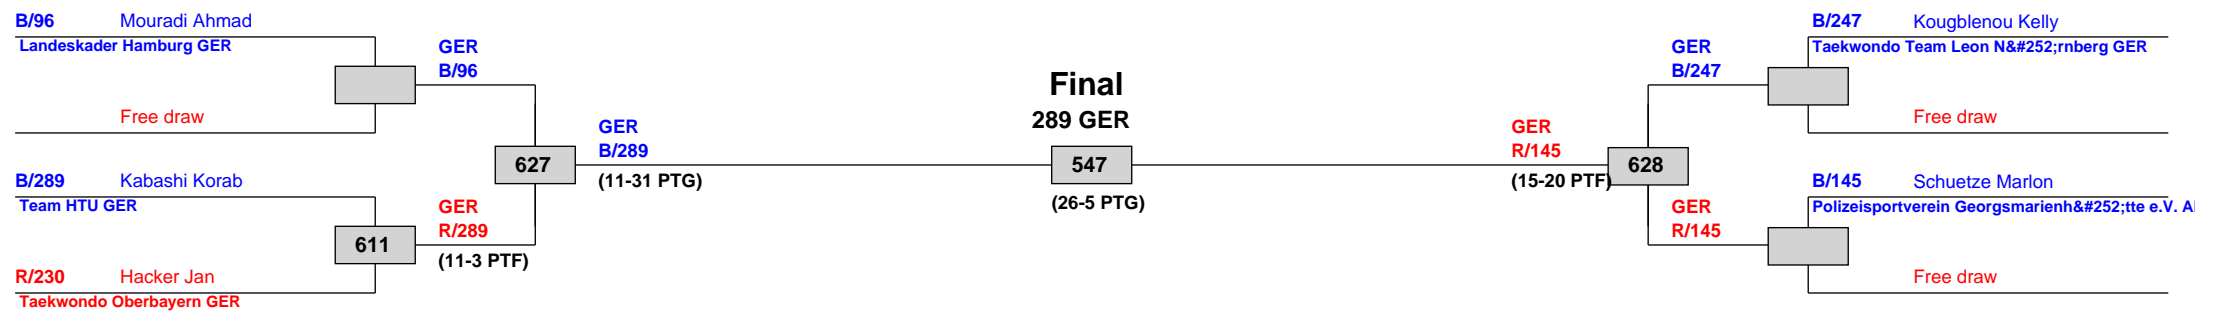 B/96 Mouradi Ahmad
Landeskader Hamburg GER
Free draw
GER
B/96
B/289 Kabashi Korab
Team HTU GER
611
R/230 Hacker Jan
Taekwondo Oberbayern GER
GER
R/289
(11-3 PTF)
627
GER
B/289
(11-31 PTG)
Final
289 GER
547
(26-5 PTG)
GER
R/145
(15-20 PTF)
628
GER
B/247
GER
R/145
B/247 Kougblenou Kelly
Taekwondo Team Leon N&#252;rnberg GER
Free draw
B/145 Schuetze Marlon
Polizeisportverein Georgsmarienh&#252;tte e.V.
Free draw